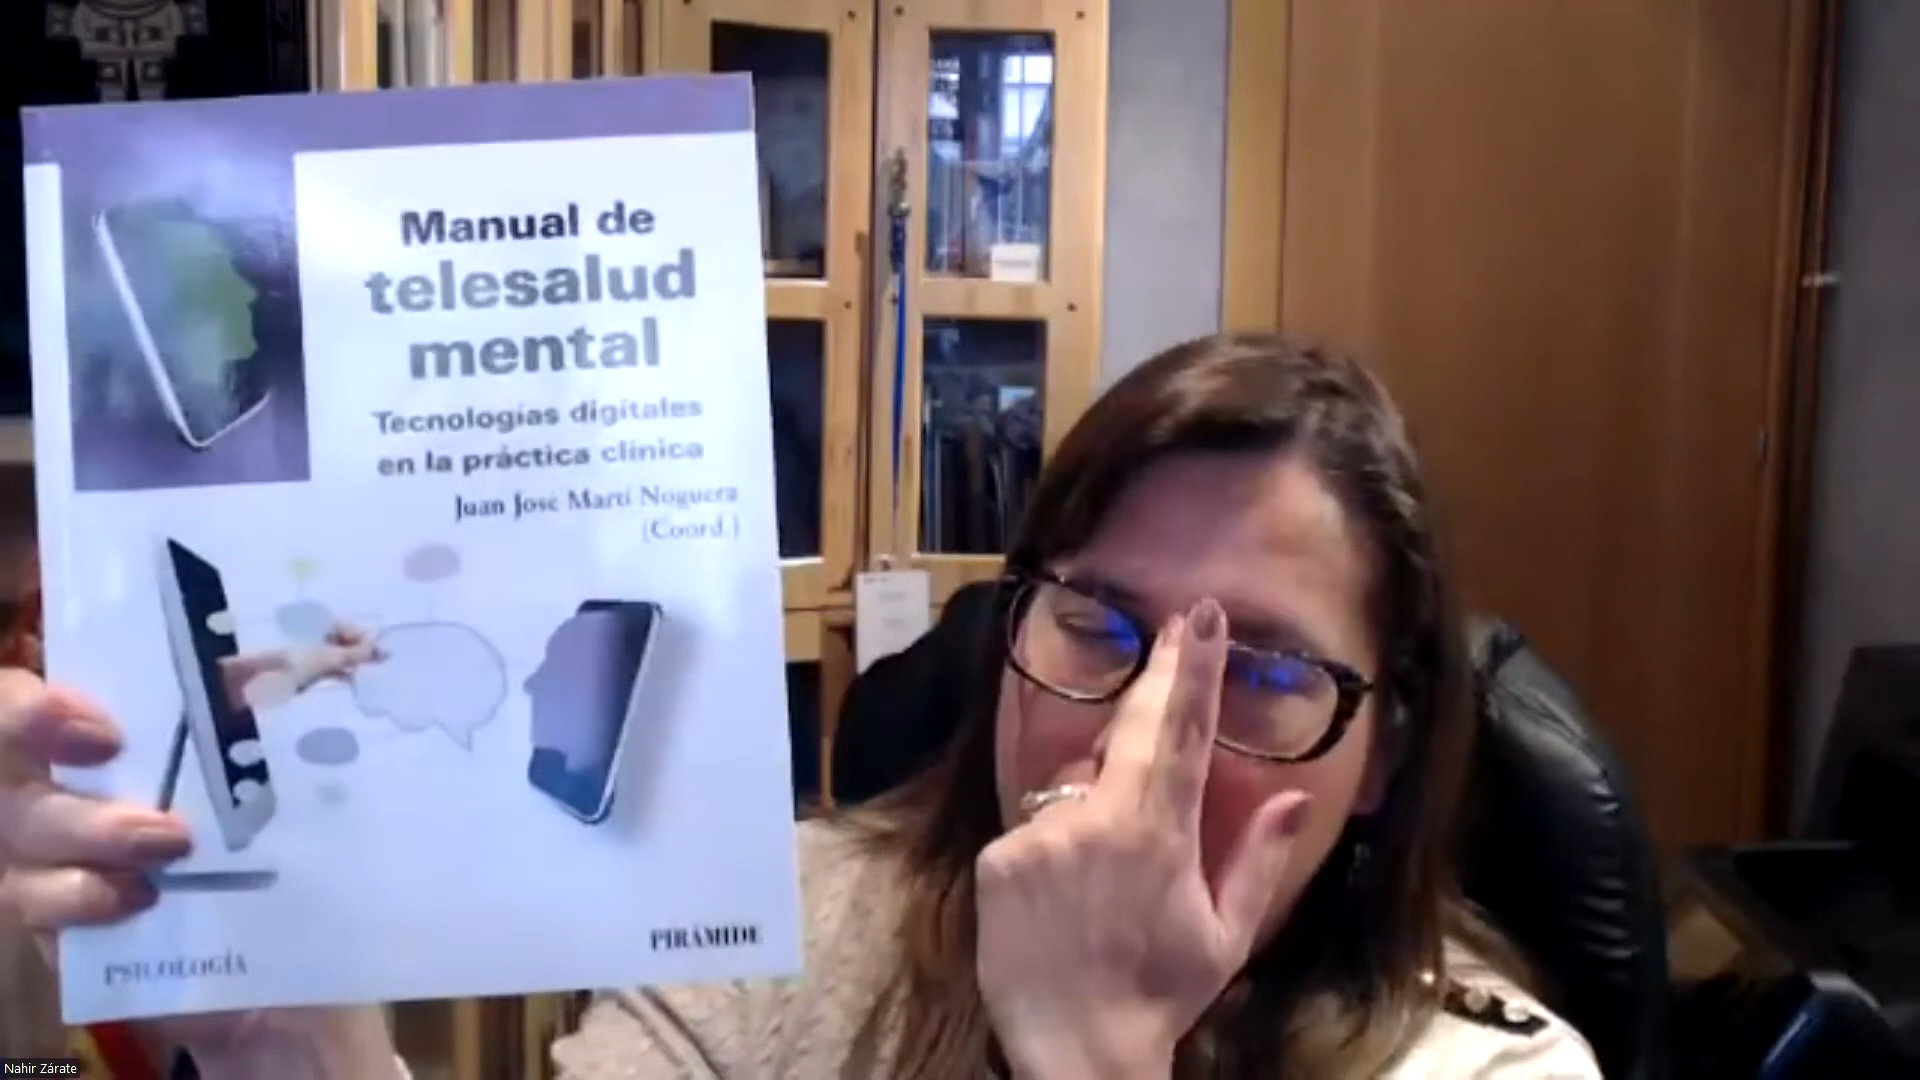 Manual de
telesalud
mental
Tecnologías digitales
en la práctica clínica
Juan José Martí Noguera
(Coord.)
PIRÁMIDE
PSICOLOGÍA
Nahir Zárate